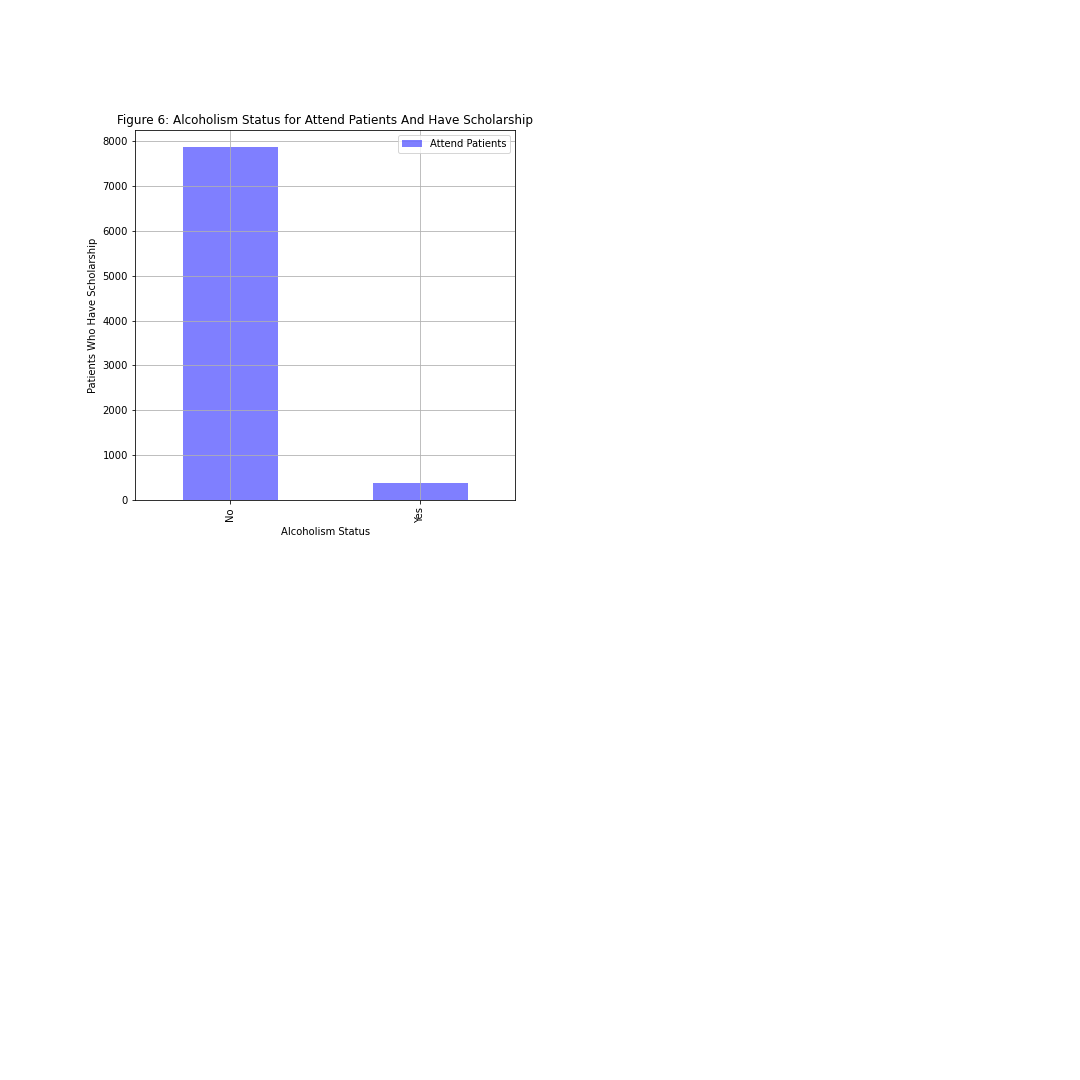 Figure 6: Alcoholism Status for Attend Patients And Have Scholarship
Attend Patients
8000
7000
6000
5000
4000
3000
2000
1000
0
Patients Who Have Scholarship
No
Yes
Alcoholism Status